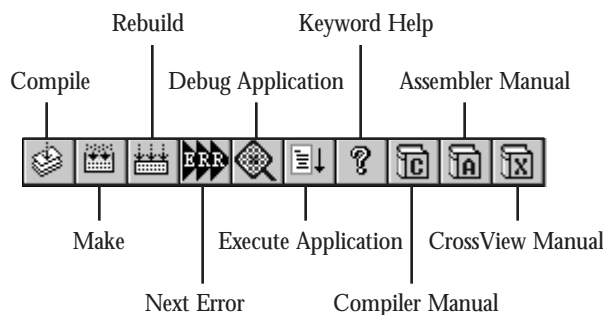 Rebuild
Keyword Help
Compile
Debug Application
Assembler Manual
ERR
?
C
A
X
Make
Execute Application
CrossView Manual
Next Error
Compiler Manual